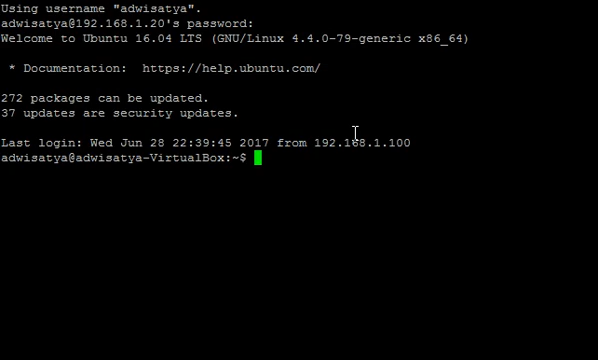 Using username "adwisatya".
adwisatya@192.168.1.20's password:
Welcome to Ubuntu 16.04 LTS (GNU/Linux 4.4.0-79-generic x86_64)
* Documentation:  https://help.ubuntu.com/
272 packages can be updated.
37 updates are security updates.
Last login: Wed Jun 28 22:39:45 2017 from 192.168.1.100
adwisatya@adwisatya-VirtualBox:~$